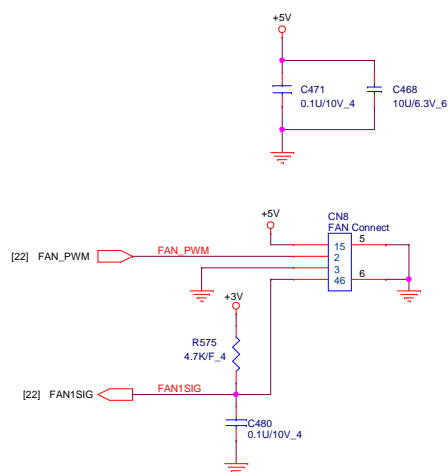 +5V
C471
0.1U/10V_4
C468
10U/6.3V_6
+5V
CN8
FAN Connect
[22] FAN_PWM
FAN_PWM
15
2
3
46
5
6
+3V
R575
4.7K/F_4
[22] FAN1SIG
FAN1SIG
C480
0.1U/10V_4